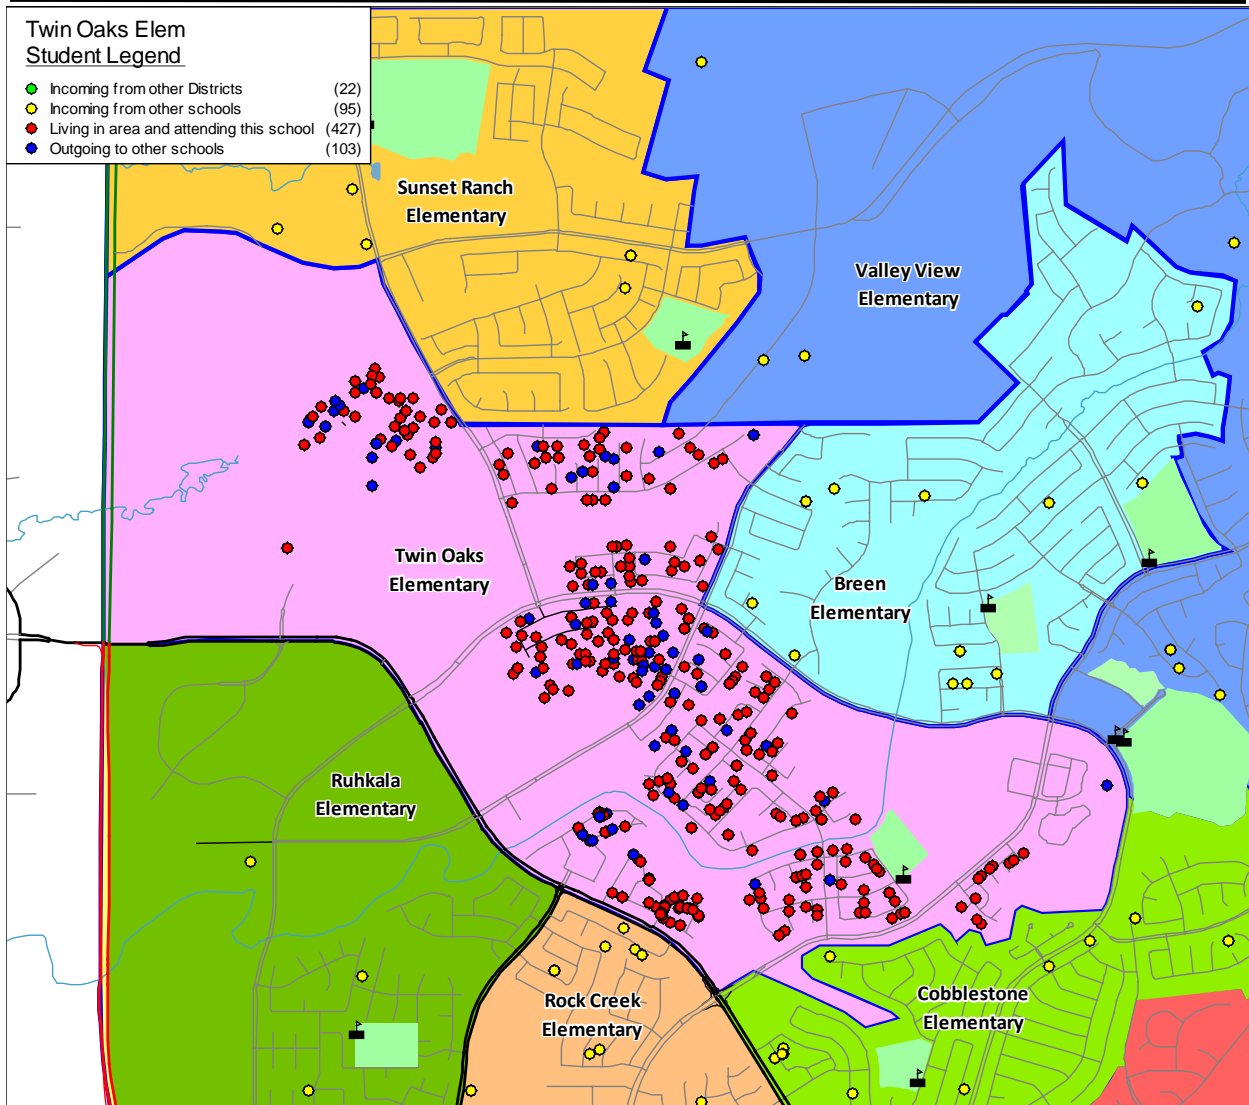 Twin Oaks Elem
Student Legend
Incoming from other Districts (22)
Incoming from other schools (95)
Living in area and attending this school (427)
Outgoing to other schools (103)
Sunset Ranch
Elementary
Valley View
Elementary
Twin Oaks
Elementary
Breen
Elementary
Ruhkala
Elementary
Rock Creek
Elementary
Cobblestone
Elementary